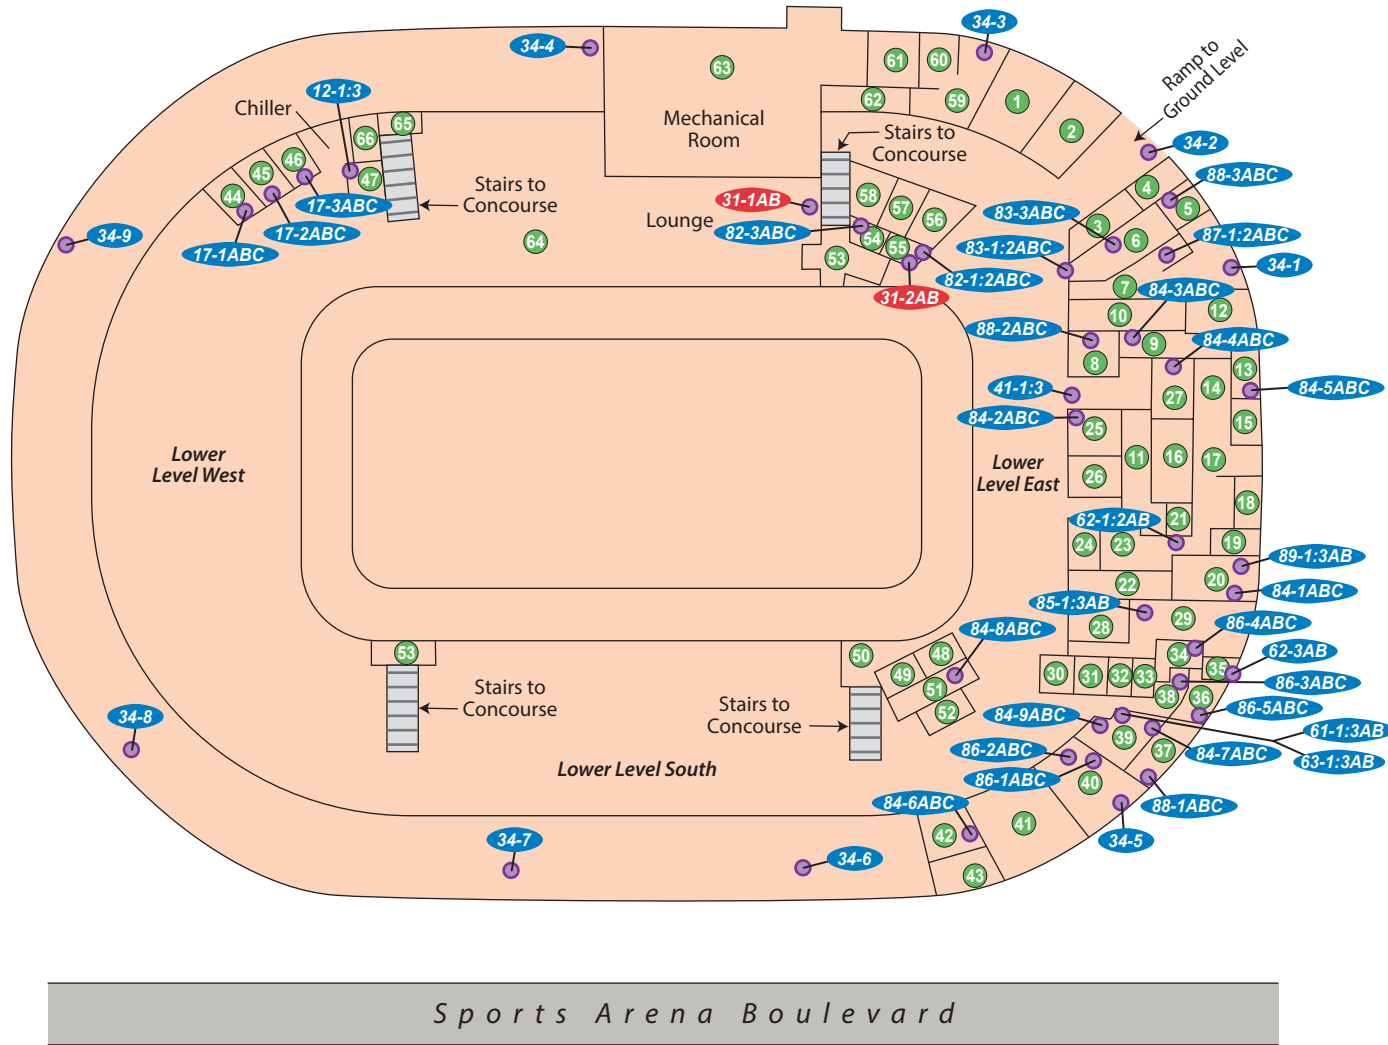 34-3
34-4
61
60
63
Ramp to
Ground Level
12-1:3
Chiller
62
59
1
65
Mechanical
Room
2
66
Stairs to
Concourse
34-2
46
45
47
88-3ABC
44
Stairs to
Concourse
58
4
5
31-1AB
57
56
83-3ABC
17-3ABC
Lounge
3
6
17-2ABC
82-3ABC
54
55
87-1:2ABC
34-9
64
83-1:2ABC
17-1ABC
53
34-1
82-1:2ABC
7
84-3ABC
31-2AB
10
12
88-2ABC
9
84-4ABC
8
13
14
41-1:3
27
84-5ABC
84-2ABC
25
15
Lower
Level West
Lower
Level East
11
16
17
26
18
62-1:2AB
21
24
23
19
89-1:3AB
22
20
84-1ABC
85-1:3AB
28
29
86-4ABC
84-8ABC
53
50
48
34
62-3AB
49
30
31
32
33
35
86-3ABC
51
38
36
Stairs to
Concourse
Stairs to
Concourse
52
86-5ABC
34-8
84-9ABC
39
61-1:3AB
37
84-7ABC
63-1:3AB
86-2ABC
Lower Level South
86-1ABC
40
84-6ABC
88-1ABC
41
42
34-7
34-5
34-6
43
Sports Arena Boulevard